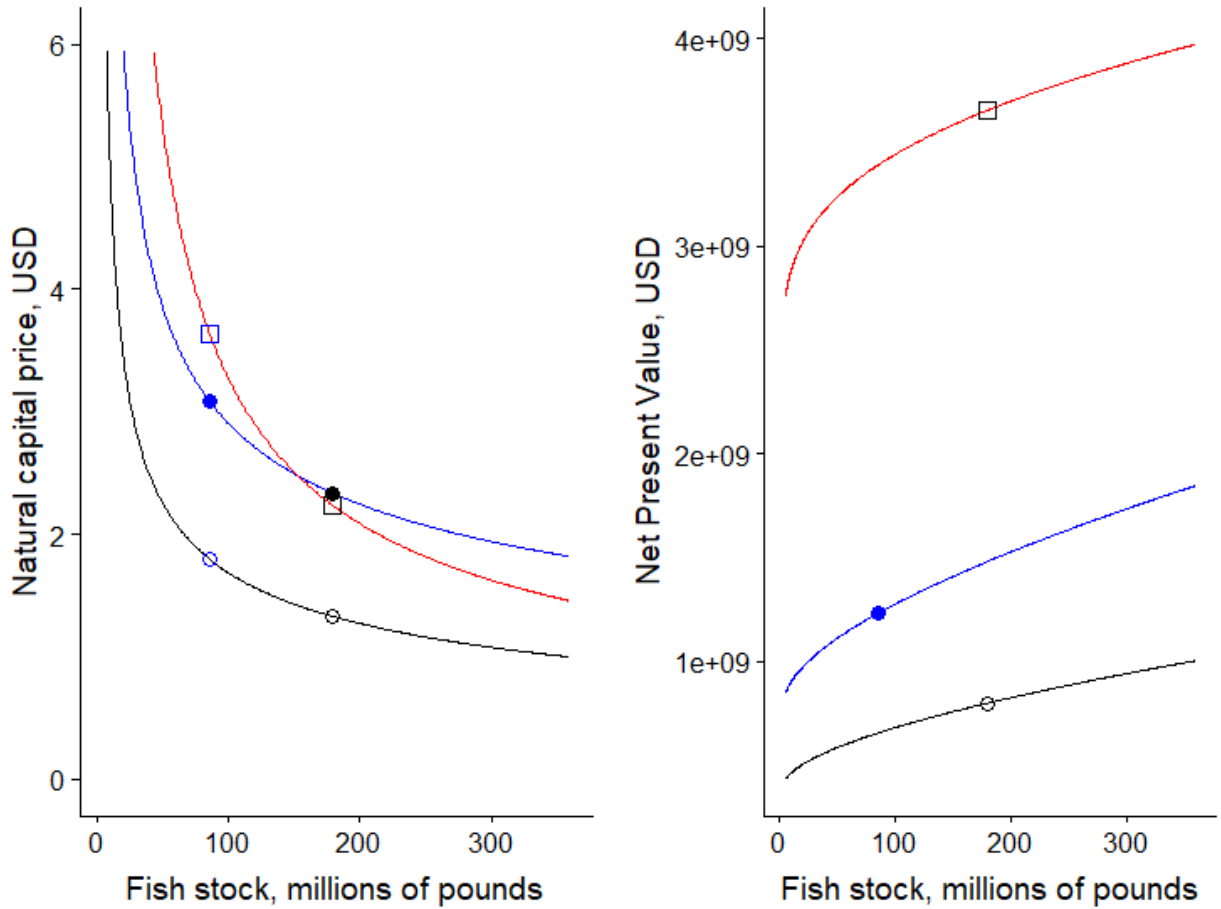 Natural capital price, USD
6
4
2
0
0 100 200 300
Fish stock, millions of pounds
Net Present Value, USD
4e+09
3e+09
2e+09
1e+09
0 100 200 300
Fish stock, millions of pounds